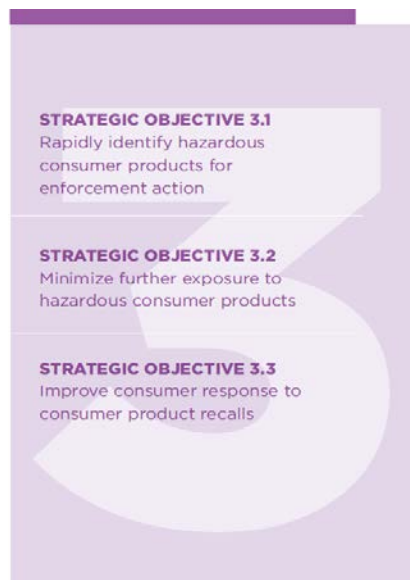 STRATEGIC OBJECTIVE 3.1
Rapidly identify hazardous
consumer products for
enforcement action
STRATEGIC OBJECTIVE 3.2
Minimize further exposure to
hazardous consumer products
STRATEGIC OBJECTIVE 3.3
Improve consumer response to
consumer product recalls
3